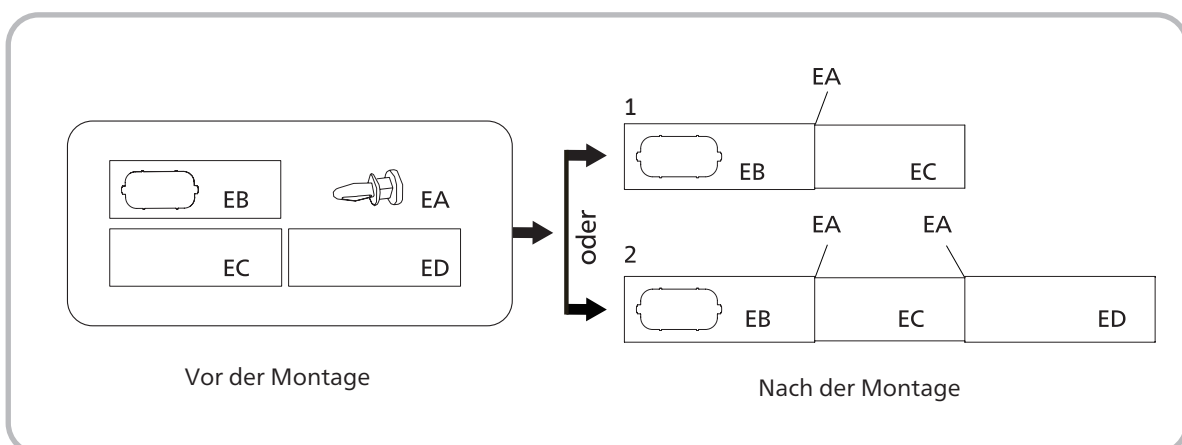 EB
EA
EC
ED
Vor der Montage
oder
1
EA
EB
EC
2
EA EA
EB EC ED
Nach der Montage